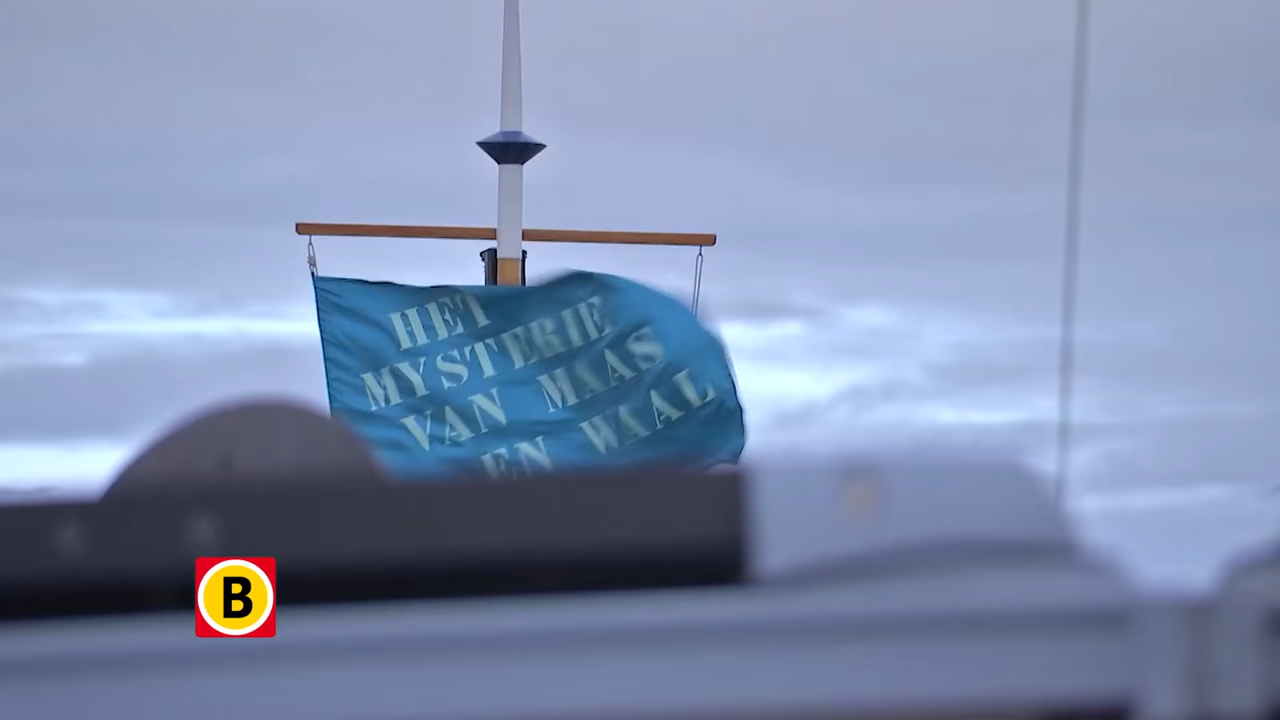 HET
MYSTERIE
VAN MAAS
EN WAAL
B